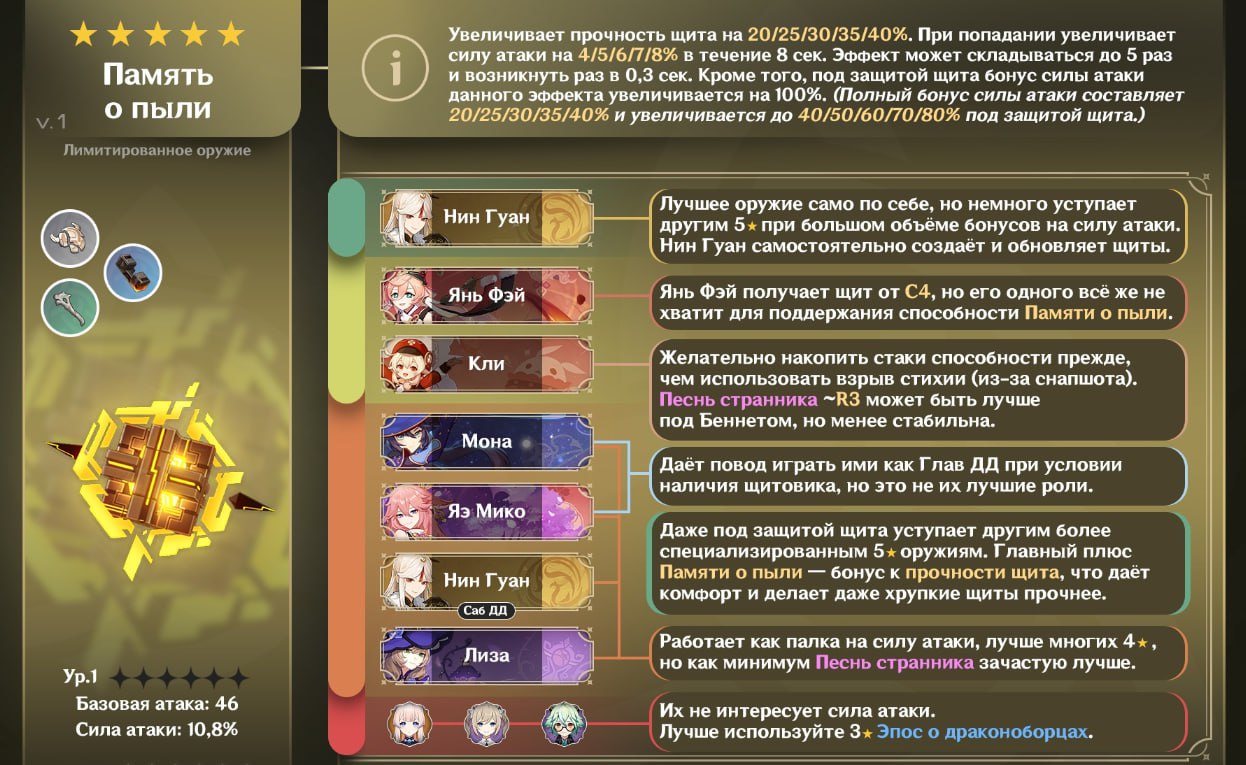 Память
о пыли
v.1
Лимитированное оружие
Увеличивает прочность щита на 20/25/30/35/40%. При попадании увеличивает
силу атаки на 4/5/6/7/8% в течение 8 сек. Эффект может складываться до 5 раз
и возникнуть раз в 0,3 сек. Кроме того, под защитой щита бонус силы атаки
данного эффекта увеличивается на 100%. (Полный бонус силы атаки составляет
20/25/30/35/40% и увеличивается до 40/50/60/70/80% под защитой щита.)
Нин Гуан
Лучшее оружие само по себе, но немного уступает
другим 5★ при большом объёме бонусов на силу атаки.
Нин Гуан самостоятельно создаёт и обновляет щиты.
Янь Фэй
Янь Фэй получает щит от С4, но его одного всё же не
хватит для поддержания способности Памяти о пыли.
Кли
Желательно накопить стаки способности прежде,
чем использовать взрыв стихии (из-за снапшота).
Песнь странника ~R3 может быть лучше
под Беннетом, но менее стабильна.
Мона
Яэ Мико
Даёт повод играть ими как Глав ДД при условии
наличия щитовика, но это не их лучшие роли.
Нин Гуан
Саб ДД
Даже под защитой щита уступает другим более
специализированным 5★ оружиям. Главный плюс
Памяти о пыли — бонус к прочности щита, что даёт
комфорт и делает даже хрупкие щиты прочнее.
Лиза
Работает как палка на силу атаки, лучше многих 4★,
но как минимум Песнь странника зачастую лучше.
Их не интересует сила атаки.
Лучше используйте 3★ Эпос о драконоборцах.
Ур.1
Базовая атака: 46
Сила атаки: 10,8%